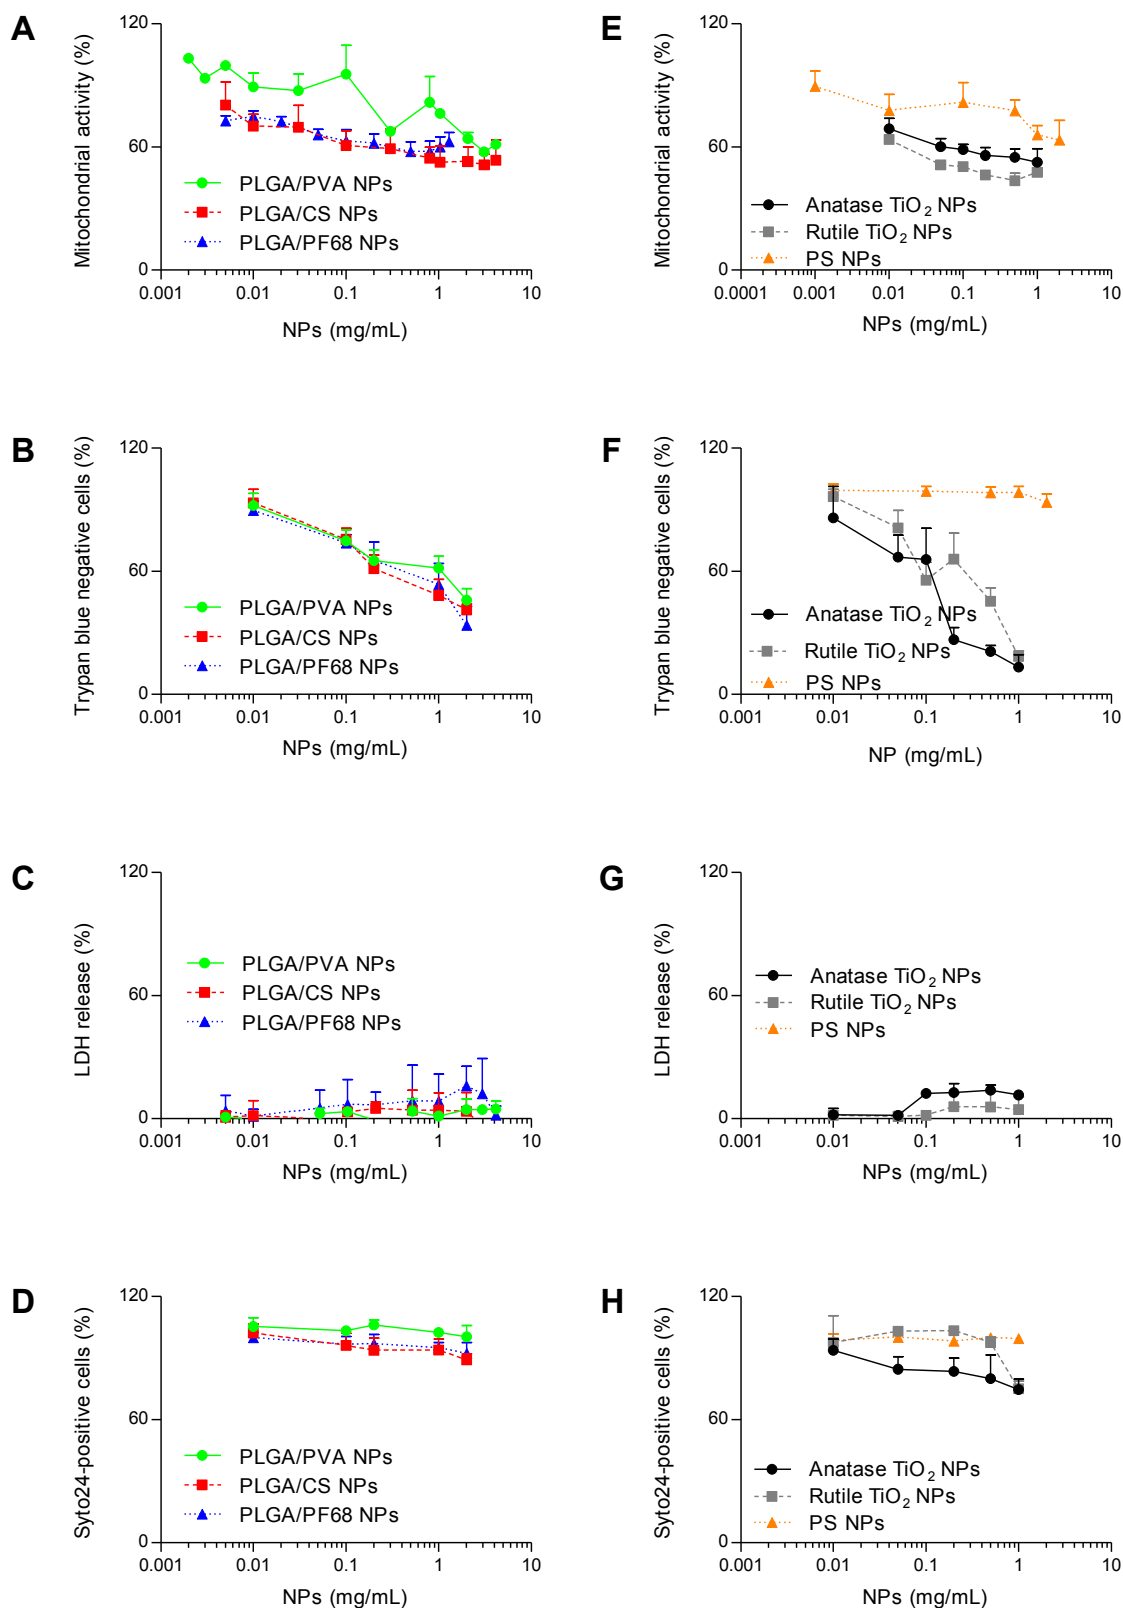 A
Mitochondrial activity (%)
120
60
0
PLGA/PVA NPs
PLGA/CS NPs
PLGA/PF68 NPs
0.001 0.01 0.1 1 10
NPs (mg/mL)
E
Mitochondrial activity (%)
120
60
0
Anatase TiO2 NPs
Rutile TiO2 NPs
PS NPs
0.0001 0.001 0.01 0.1 1 10
NPs (mg/mL)
B
Trypan blue negative cells (%)
120
60
0
PLGA/PVA NPs
PLGA/CS NPs
PLGA/PF68 NPs
0.001 0.01 0.1 1 10
NPs (mg/mL)
F
Trypan blue negative cells (%)
120
60
0
Anatase TiO2 NPs
Rutile TiO2 NPs
PS NPs
0.001 0.01 0.1 1 10
NP (mg/mL)
C
LDH release (%)
120
60
0
PLGA/PVA NPs
PLGA/CS NPs
PLGA/PF68 NPs
0.001 0.01 0.1 1 10
NPs (mg/mL)
G
LDH release (%)
120
60
0
Anatase TiO2 NPs
Rutile TiO2 NPs
PS NPs
0.001 0.01 0.1 1 10
NPs (mg/mL)
D
Syto24-positive cells (%)
120
60
0
PLGA/PVA NPs
PLGA/CS NPs
PLGA/PF68 NPs
0.001 0.01 0.1 1 10
NPs (mg/mL)
H
Syto24-positive cells (%)
120
60
0
Anatase TiO2 NPs
Rutile TiO2 NPs
PS NPs
0.001 0.01 0.1 1 10
NPs (mg/mL)